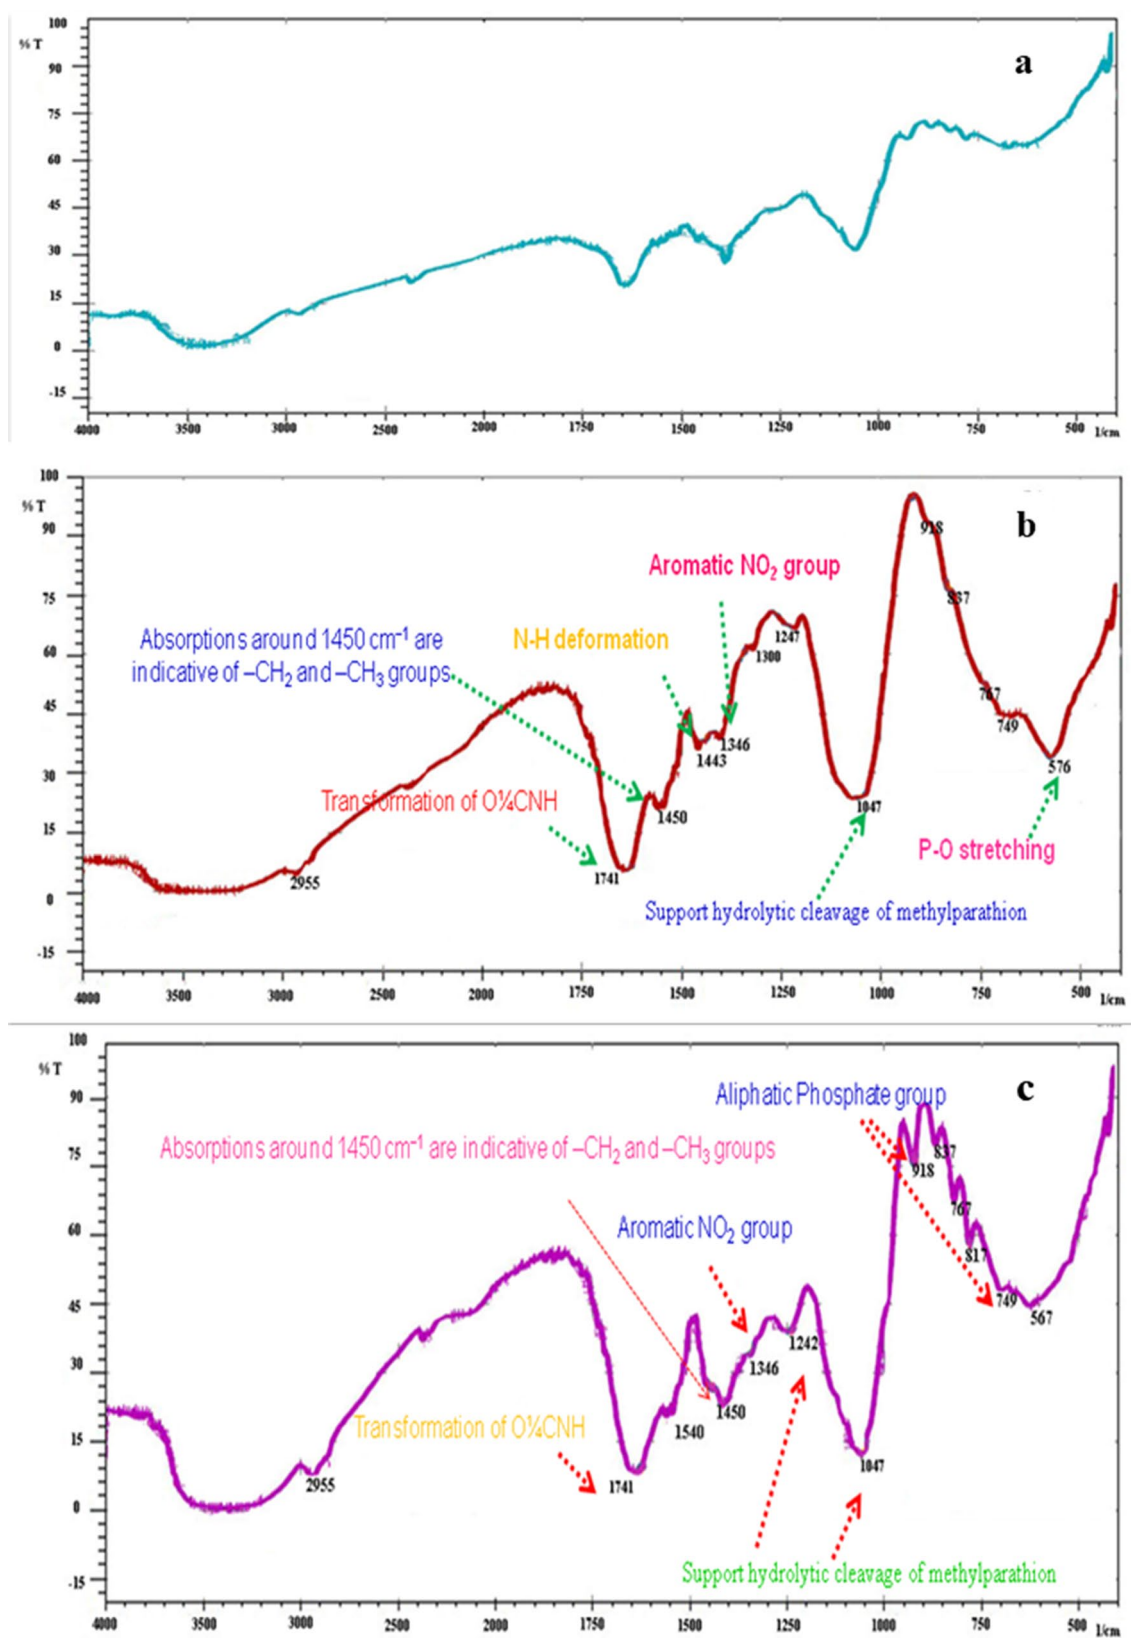 100
% T
a
90
75
60
45
30
15
0
-15
4000 3500 3000 2500 2000 1750 1500 1250 1000 750 500 1/cm
100
% T
b
90
918
Aromatic NO₂ group
75
837
Absorptions around 1450 cm⁻¹ are
indicative of –CH₂ and –CH₃ groups
N-H deformation
1247
60
1300
767
45
749
1346
1443
576
30
Transformation of O¼CNH
1047
1450
15
P-O stretching
1741
2955
0
Support hydrolytic cleavage of methylparathion
-15
4000 3500 3000 2500 2000 1750 1500 1250 1000 750 500 1/cm
100
% T
c
Aliphatic Phosphate group
90
Absorptions around 1450 cm⁻¹ are indicative of –CH₂ and –CH₃ groups
837
75
918
767
Aromatic NO₂ group
60
817
45
749
567
1242
1346
30
1450
Transformation of O¼CNH
1540
15
1047
2955
1741
0
Support hydrolytic cleavage of methylparathion
-15
4000 3500 3000 2500 2000 1750 1500 1250 1000 750 500 1/cm